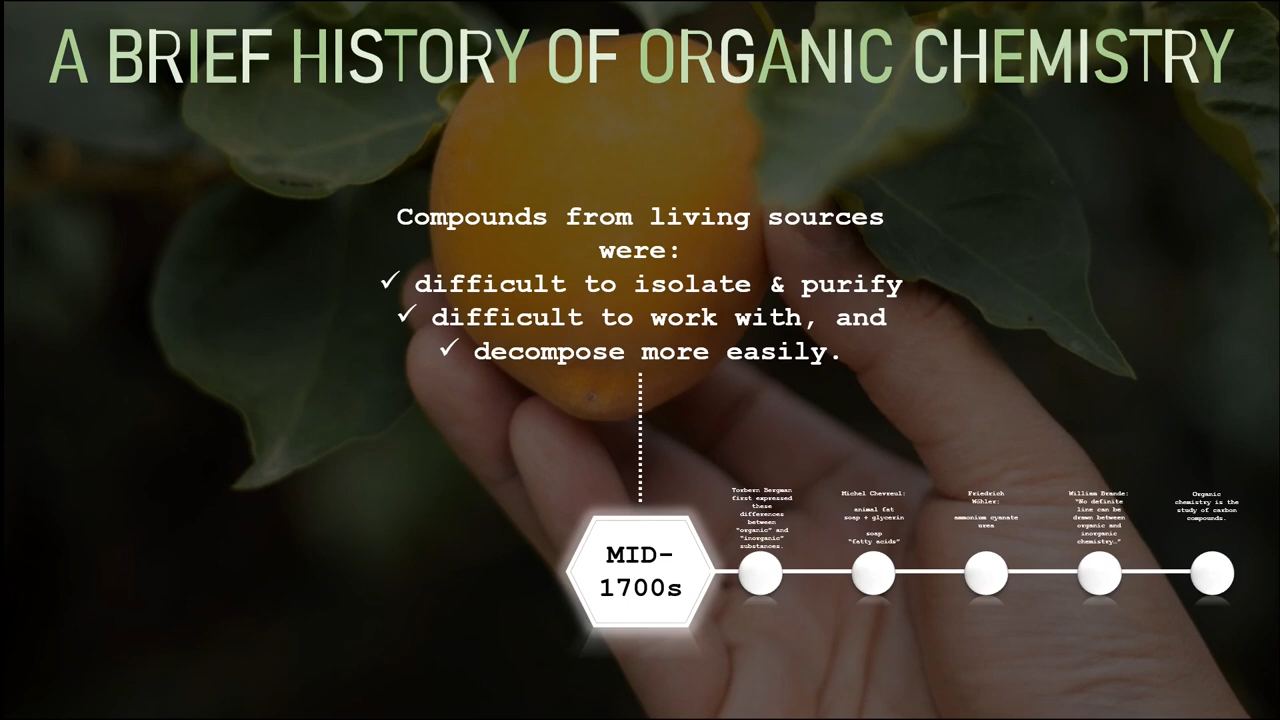 A BRIEF HISTORY OF ORGANIC CHEMISTRY
Compounds from living sources
were:
✓ difficult to isolate & purify
✓ difficult to work with, and
✓ decompose more easily.
MID-
1700s
Torbern Bergman
first expressed
these
differences
between
"organic" and
"inorganic"
substances.
Michel Chevreul:
animal fat
soap + glycerin
soap
"fatty acids"
Friedrich
Wöhler:
ammonium cyanate
urea
William Brande:
"No definite
line can be
drawn between
organic and
inorganic
chemistry…"
Organic
chemistry is the
study of carbon
compounds.